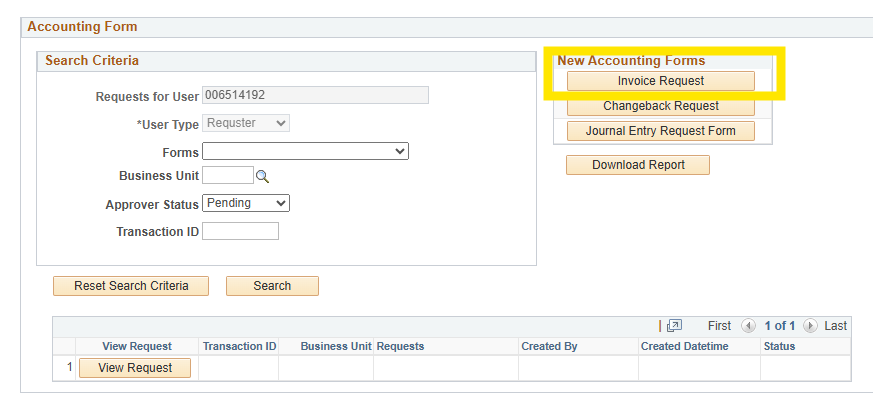 Accounting Form
Search Criteria
Requests for User 006514192
*User Type Requster
Forms
Business Unit
Approver Status Pending
Transaction ID
New Accounting Forms
Invoice Request
Changeback Request
Journal Entry Request Form
Download Report
Reset Search Criteria Search
| First 1 of 1 Last
View Request Transaction ID Business Unit Requests Created By Created Datetime Status
1 View Request